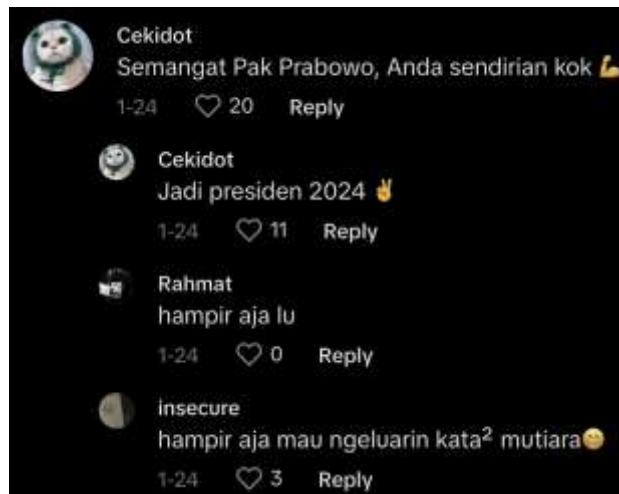 Cekidot
Semangat Pak Prabowo, Anda sendirian kok 💪
1-24 20 Reply
Cekidot
Jadi presiden 2024 ✌
1-24 11 Reply
Rahmat
hampir aja lu
1-24 0 Reply
insecure
hampir aja mau ngeluarin kata² mutiara😁
1-24 3 Reply